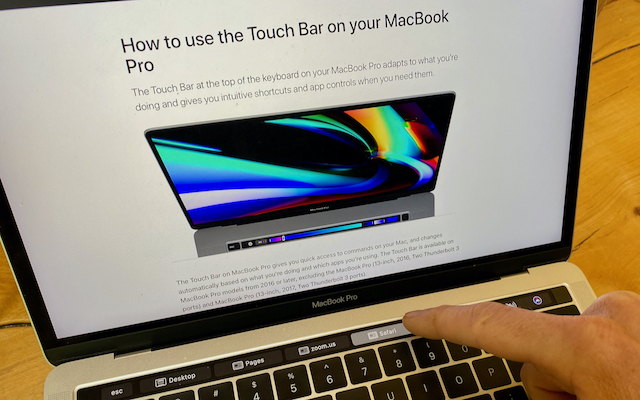 How to use the Touch Bar on your MacBook
Pro
The Touch Bar at the top of the keyboard on your MacBook Pro adapts to what you're
doing and gives you intuitive shortcuts and app controls when you need them.
MacBook Pro
The Touch Bar on MacBook Pro gives you quick access to commands on your Mac, and changes
automatically based on what you're doing and which apps you're using. The Touch Bar is available on
MacBook Pro models from 2016 or later, excluding the MacBook Pro (13-inch, 2016, Two Thunderbolt 3
ports) and MacBook Pro (13-inch, 2017, Two Thunderbolt 3 ports).
MacBook Pro
esc Desktop Pages zoom.us Safari
$ 4 % 5 ^ 6 & 7 * 8 ( 9
U I O P